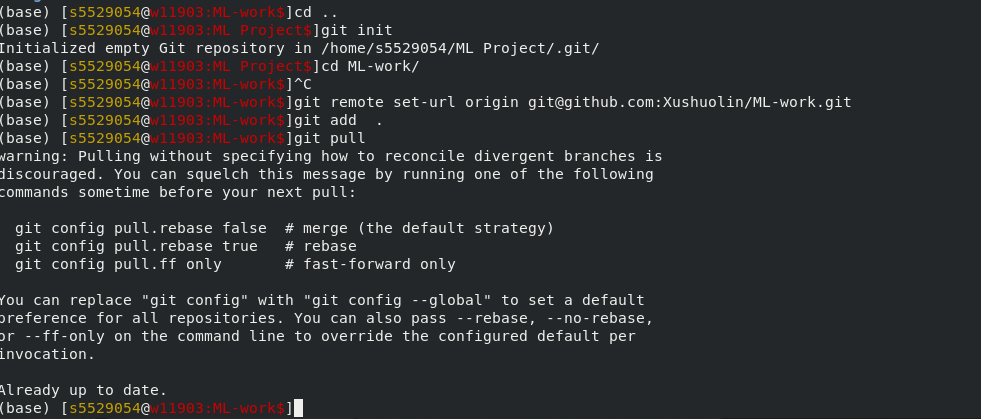 (base) [s5529054@w11903:ML-work$]cd ..
(base) [s5529054@w11903:ML Project$]git init
Initialized empty Git repository in /home/s5529054/ML Project/.git/
(base) [s5529054@w11903:ML Project$]cd ML-work/
(base) [s5529054@w11903:ML-work$]^C
(base) [s5529054@w11903:ML-work$]git remote set-url origin git@github.com:Xushuolin/ML-work.git
(base) [s5529054@w11903:ML-work$]git add  .
(base) [s5529054@w11903:ML-work$]git pull
warning: Pulling without specifying how to reconcile divergent branches is
discouraged. You can squelch this message by running one of the following
commands sometime before your next pull:

  git config pull.rebase false  # merge (the default strategy)
  git config pull.rebase true   # rebase
  git config pull.ff only       # fast-forward only

You can replace "git config" with "git config --global" to set a default
preference for all repositories. You can also pass --rebase, --no-rebase,
or --ff-only on the command line to override the configured default per
invocation.

Already up to date.
(base) [s5529054@w11903:ML-work$]